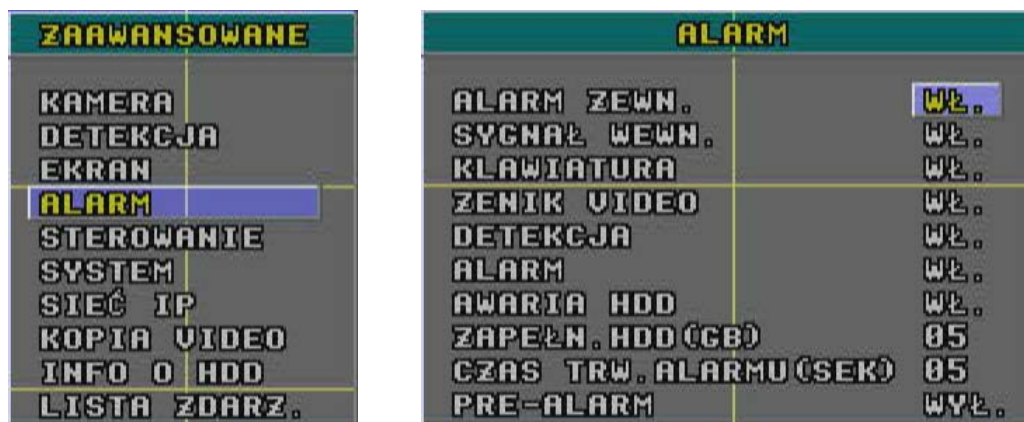 ZAAWANSOWANE
KAMERA
DETEKCJA
EKRAN
ALARM
STEROWANIE
SYSTEM
SIEĆ IP
KOPIA VIDEO
INFO O HDD
LISTA ZDARZ.
ALARM
ALARM ZEWN. WŁ.
SYGNAŁ WEWN. WŁ.
KLAWIATURA WŁ.
ZENIK VIDEO WŁ.
DETEKCJA WŁ.
ALARM WŁ.
AWARIA HDD WŁ.
ZAPEŁN.HDD(GB) 05
CZAS TRW.ALARMU(SEK) 05
PRE-ALARM WYŁ.